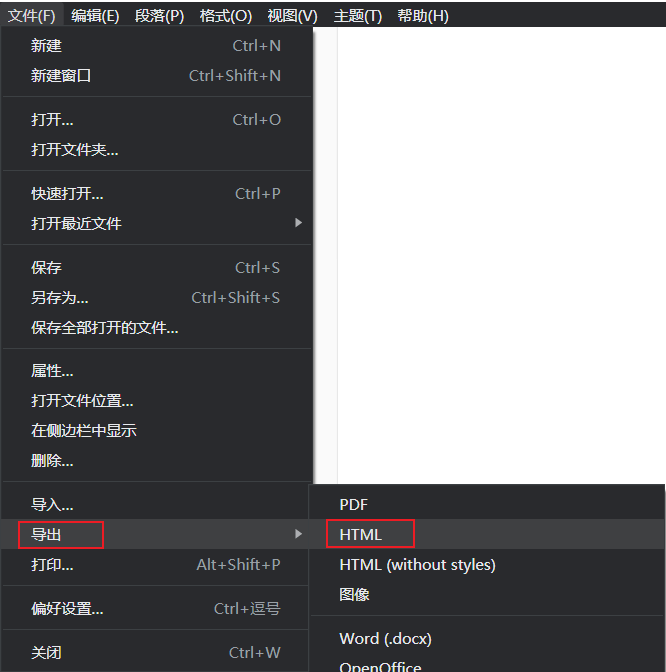 文件(F) 编辑(E) 段落(P) 格式(O) 视图(V) 主题(T) 帮助(H)
新建 Ctrl+N
新建窗口 Ctrl+Shift+N
打开... Ctrl+O
打开文件夹...
快速打开... Ctrl+P
打开最近文件
保存 Ctrl+S
另存为... Ctrl+Shift+S
保存全部打开的文件...
属性...
打开文件位置...
在侧边栏中显示
删除...
导入...
导出
打印... Alt+Shift+P
偏好设置... Ctrl+逗号
关闭 Ctrl+W
PDF
HTML
HTML (without styles)
图像
Word (.docx)
OpenOffice